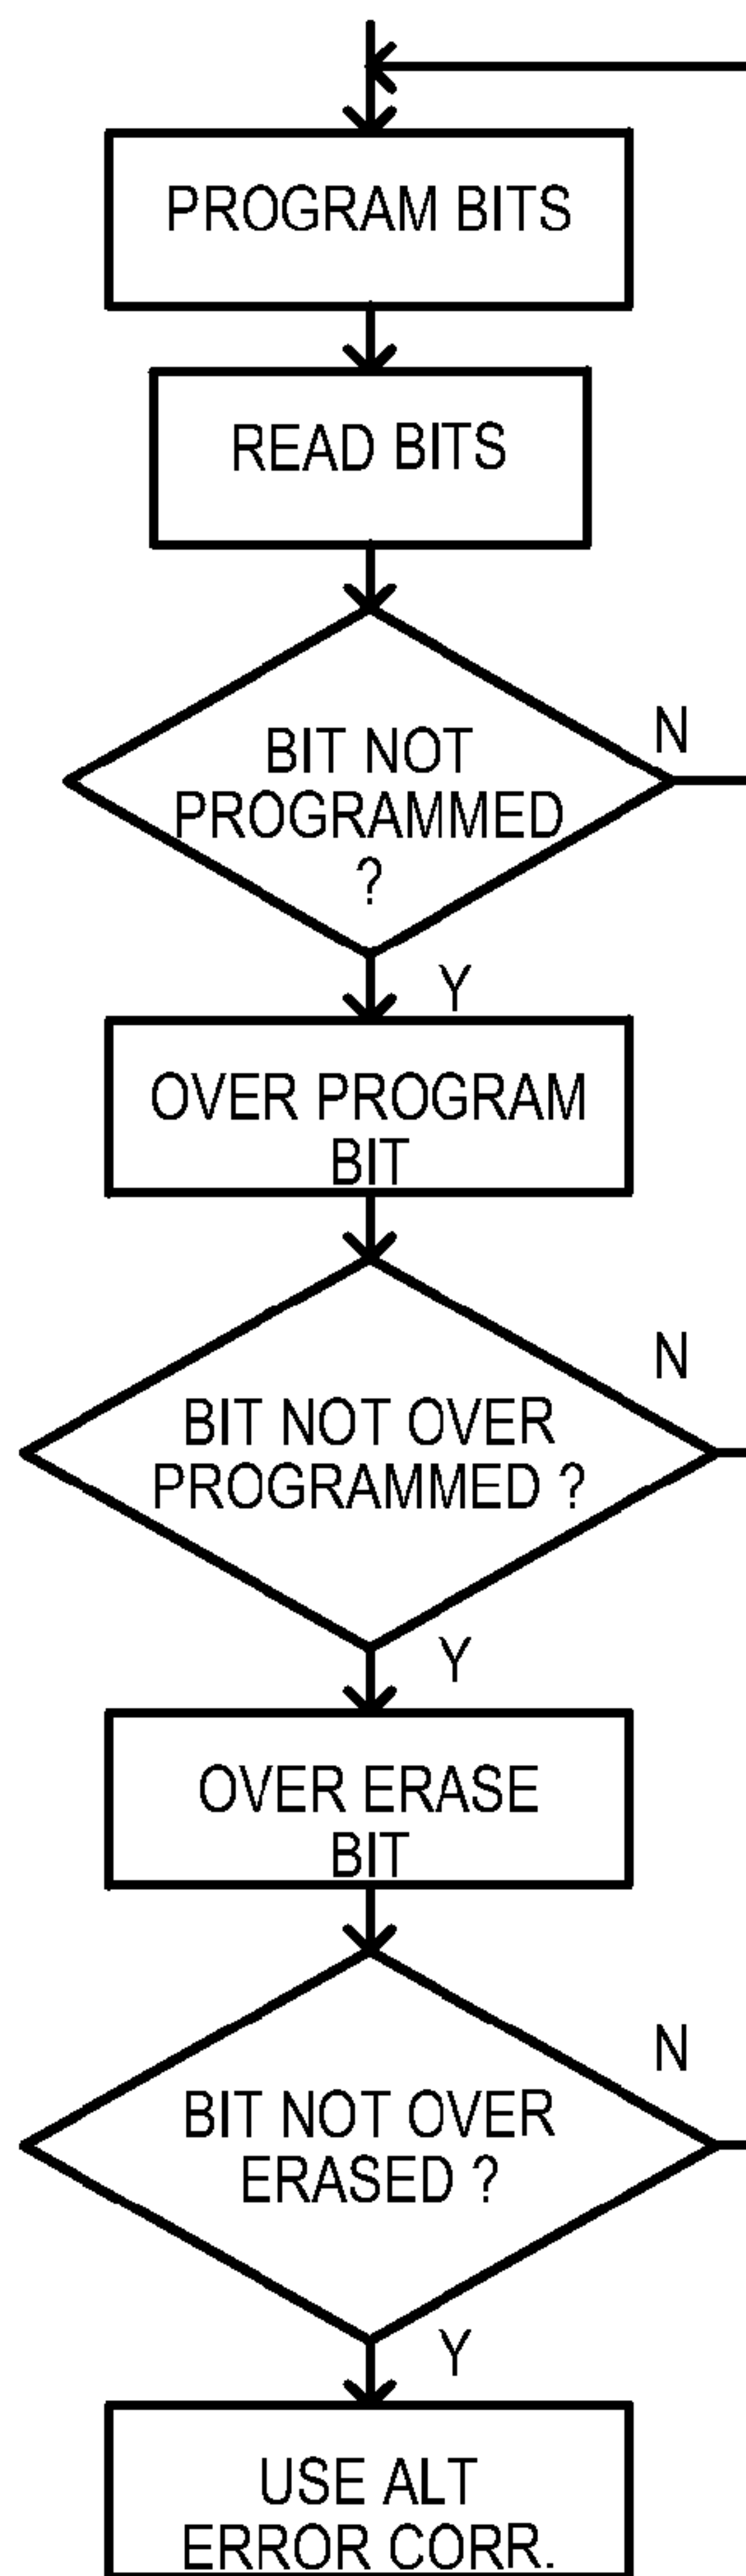 PROGRAM BITS
READ BITS
BIT NOT
PROGRAMMED
?
N
Y
OVER PROGRAM
BIT
BIT NOT OVER
PROGRAMMED ?
N
Y
OVER ERASE
BIT
BIT NOT OVER
ERASED ?
N
Y
USE ALT
ERROR CORR.